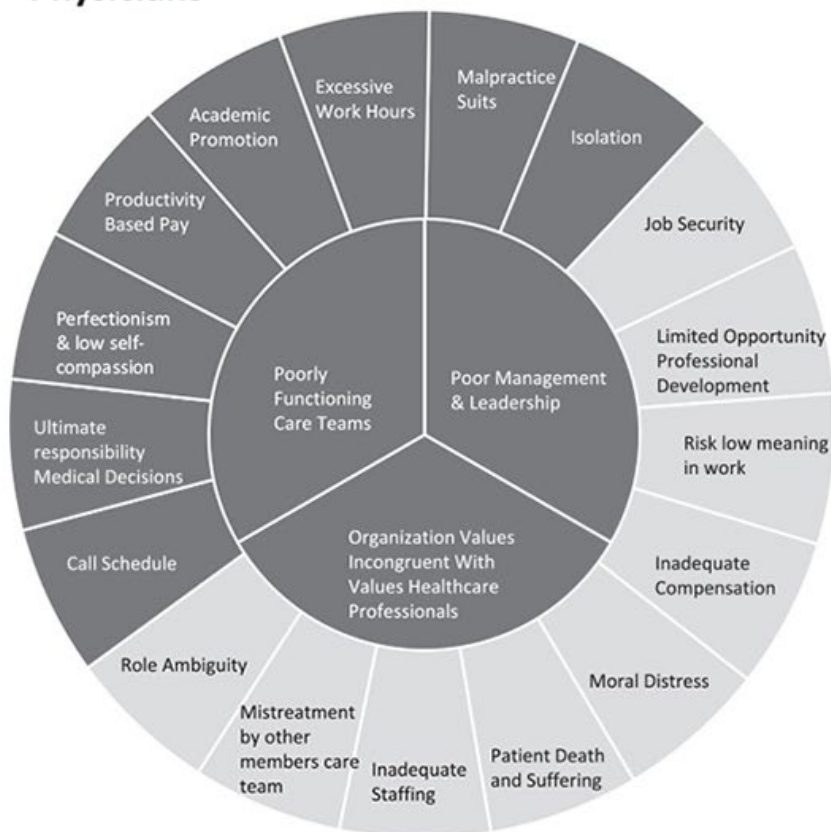 Excessive
Work Hours
Malpractice
Suits
Isolation
Job Security
Limited Opportunity
Professional
Development
Risk low meaning
in work
Inadequate
Compensation
Moral Distress
Patient Death
and Suffering
Inadequate
Staffing
Mistreatment
by other
members care
team
Role Ambiguity
Call Schedule
Ultimate
responsibility
Medical Decisions
Perfectionism
& low self-
compassion
Productivity
Based Pay
Academic
Promotion
Poorly
Functioning
Care Teams
Poor Management
& Leadership
Organization Values
Incongruent With
Values Healthcare
Professionals